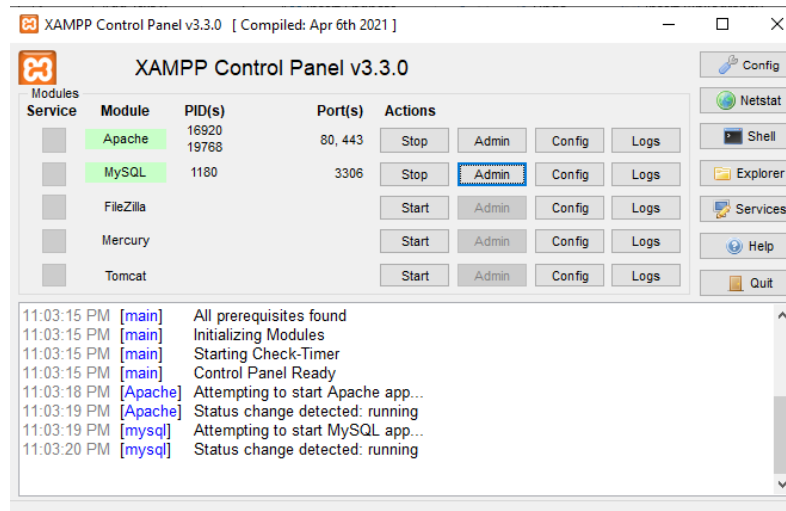 XAMPP Control Panel v3.3.0 [ Compiled: Apr 6th 2021 ]
XAMPP Control Panel v3.3.0
Config
Modules
Service Module PID(s) Port(s) Actions
Netstat
Apache 16920 19768 80, 443 Stop Admin Config Logs
Shell
MySQL 1180 3306 Stop Admin Config Logs
Explorer
FileZilla Start Admin Config Logs
Services
Mercury Start Admin Config Logs
Help
Tomcat Start Admin Config Logs
Quit
11:03:15 PM [main] All prerequisites found
11:03:15 PM [main] Initializing Modules
11:03:15 PM [main] Starting Check-Timer
11:03:15 PM [main] Control Panel Ready
11:03:18 PM [Apache] Attempting to start Apache app...
11:03:19 PM [Apache] Status change detected: running
11:03:19 PM [mysql] Attempting to start MySQL app...
11:03:20 PM [mysql] Status change detected: running